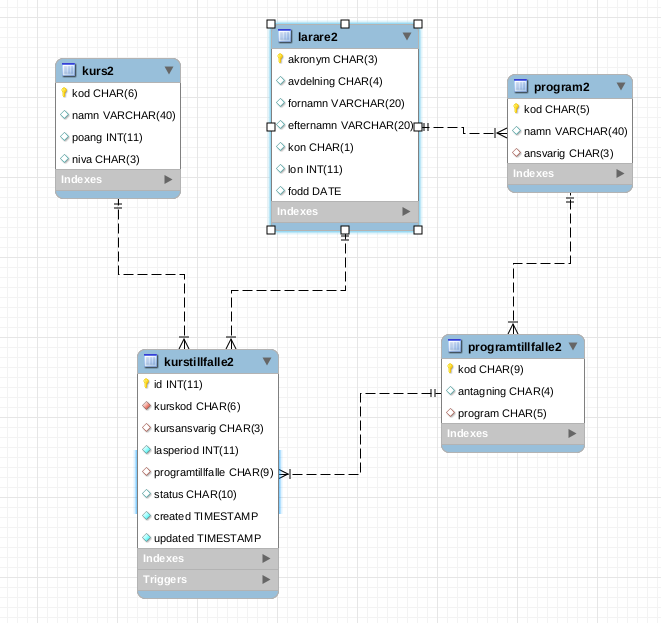 kurs2
kod CHAR(6)
namn VARCHAR(40)
poang INT(11)
niva CHAR(3)
Indexes
larare2
akronym CHAR(3)
avdelning CHAR(4)
fornamn VARCHAR(20)
efternamn VARCHAR(20)
kon CHAR(1)
lon INT(11)
fodd DATE
Indexes
program2
kod CHAR(5)
namn VARCHAR(40)
ansvarig CHAR(3)
Indexes
kurstillfalle2
id INT(11)
kurskod CHAR(6)
kursansvarig CHAR(3)
lasperiod INT(11)
programtillfalle CHAR(9)
status CHAR(10)
created TIMESTAMP
updated TIMESTAMP
Indexes
Triggers
programtillfalle2
kod CHAR(9)
antagning CHAR(4)
program CHAR(5)
Indexes